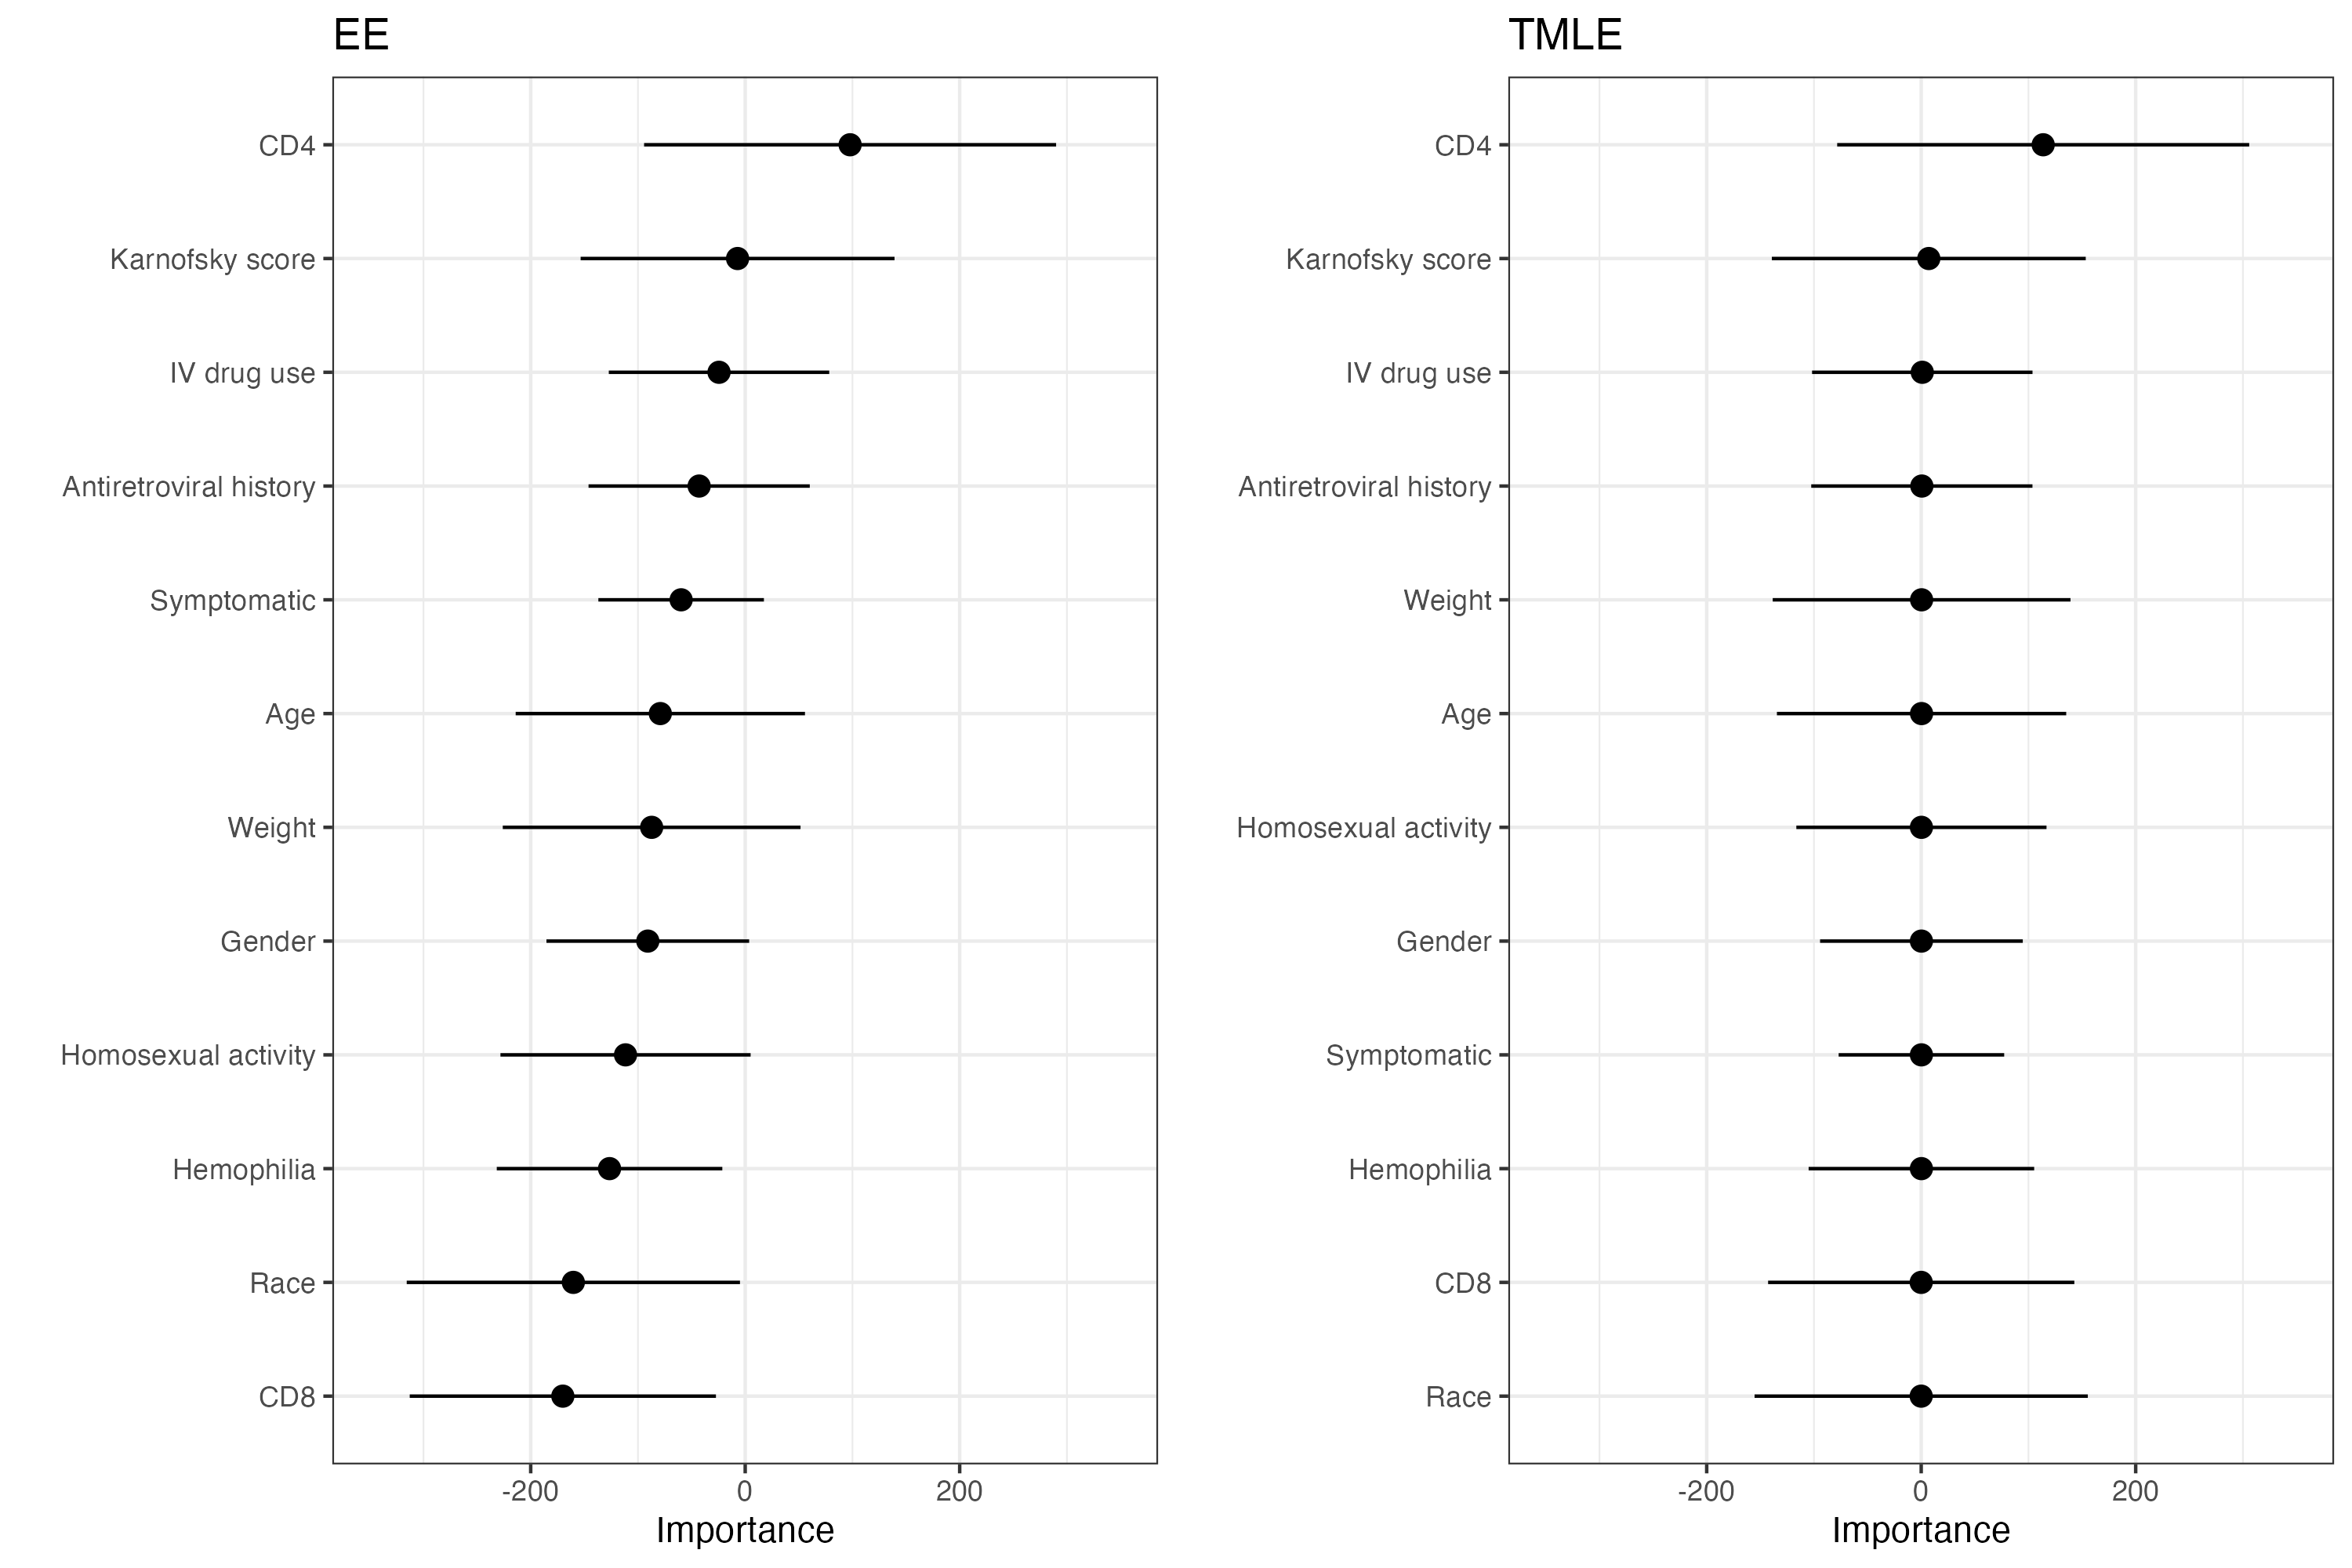 EE
CD4
Karnofsky score
IV drug use
Antiretroviral history
Symptomatic
Age
Weight
Gender
Homosexual activity
Hemophilia
Race
CD8
-200 0 200
Importance
TMLE
CD4
Karnofsky score
IV drug use
Antiretroviral history
Weight
Age
Homosexual activity
Gender
Symptomatic
Hemophilia
CD8
Race
-200 0 200
Importance